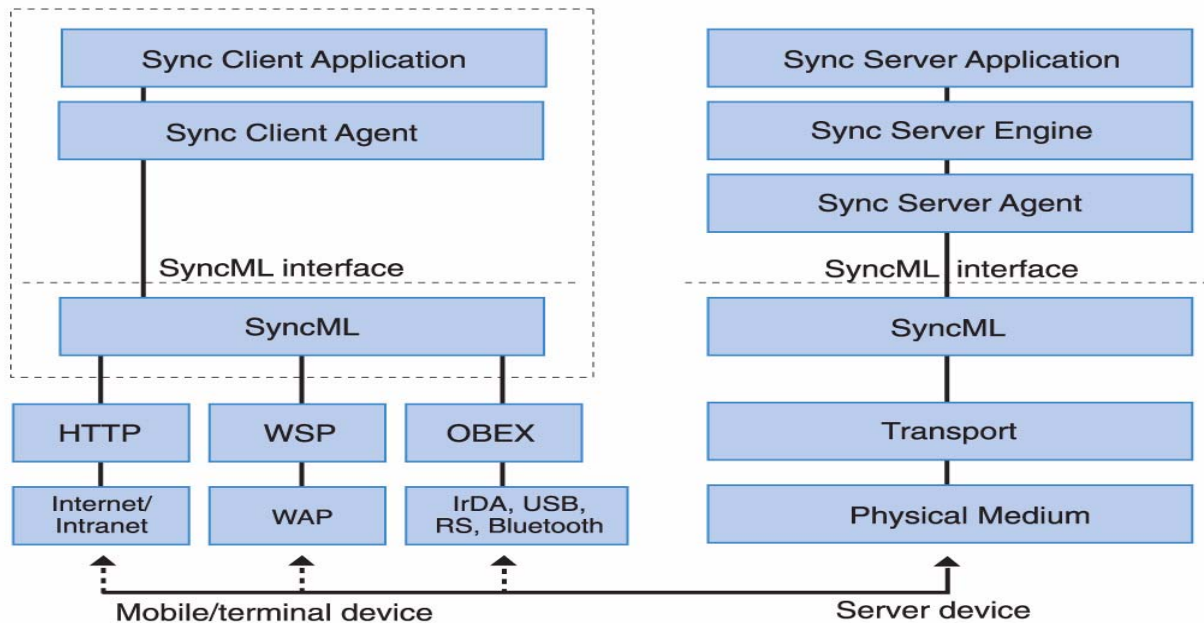 Sync Client Application
Sync Client Agent
SyncML interface
SyncML
HTTP
WSP
OBEX
Internet/
Intranet
WAP
IrDA, USB,
RS, Bluetooth
Mobile/terminal device
Sync Server Application
Sync Server Engine
Sync Server Agent
SyncML interface
SyncML
Transport
Physical Medium
Server device